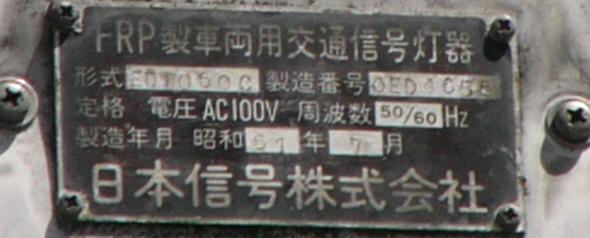 FRP製車両用交通信号灯器
形式 製造番号
定格 電圧 AC100V 周波数 50/60 Hz
製造年月 昭和 61 年 7 月
日本信号株式会社